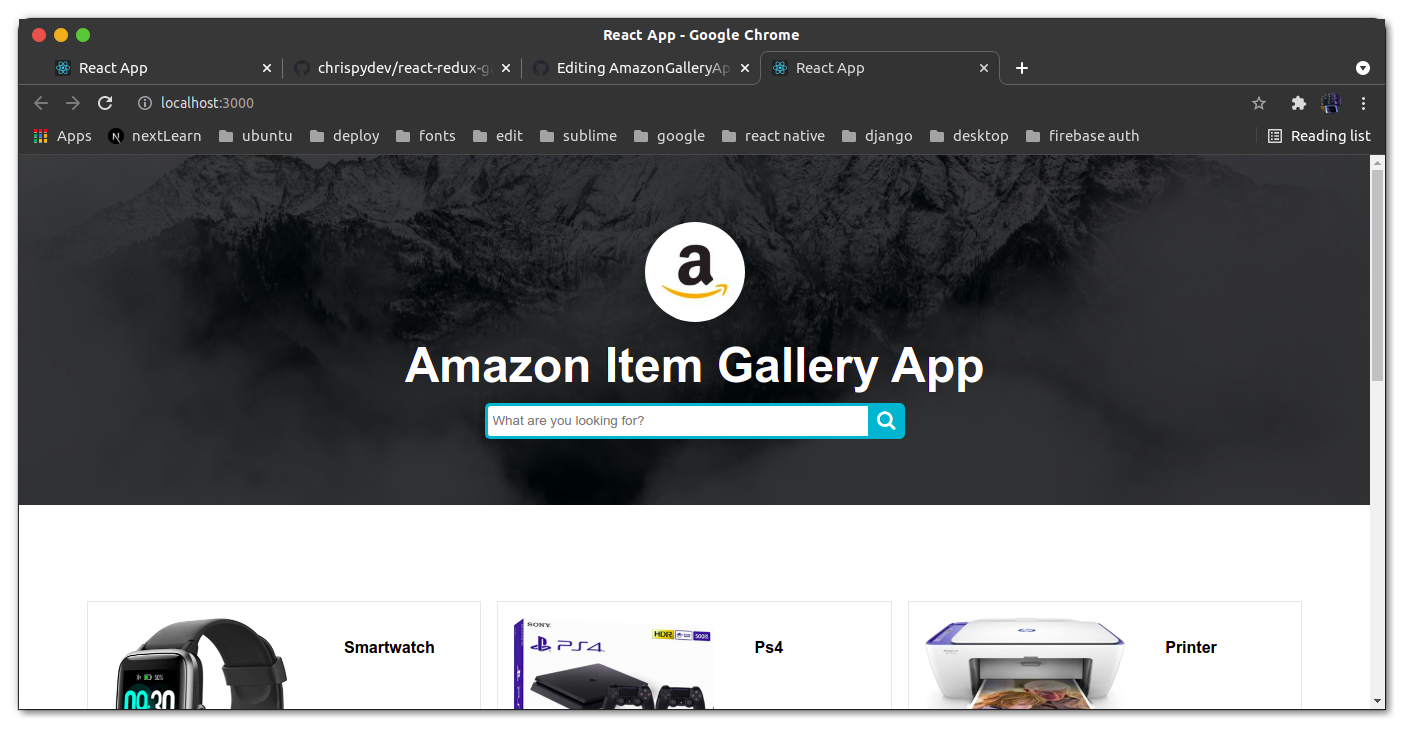 React App - Google Chrome
React App
chrispydev/react-redux-g
Editing AmazonGalleryAp
React App
localhost:3000
Apps
nextLearn
ubuntu
deploy
fonts
edit
sublime
google
react native
django
desktop
firebase auth
Reading list
a
Amazon Item Gallery App
What are you looking for?
Smartwatch
50%
09:30
SONY
PS4
HDR
500GB
Ps4
hp
Printer